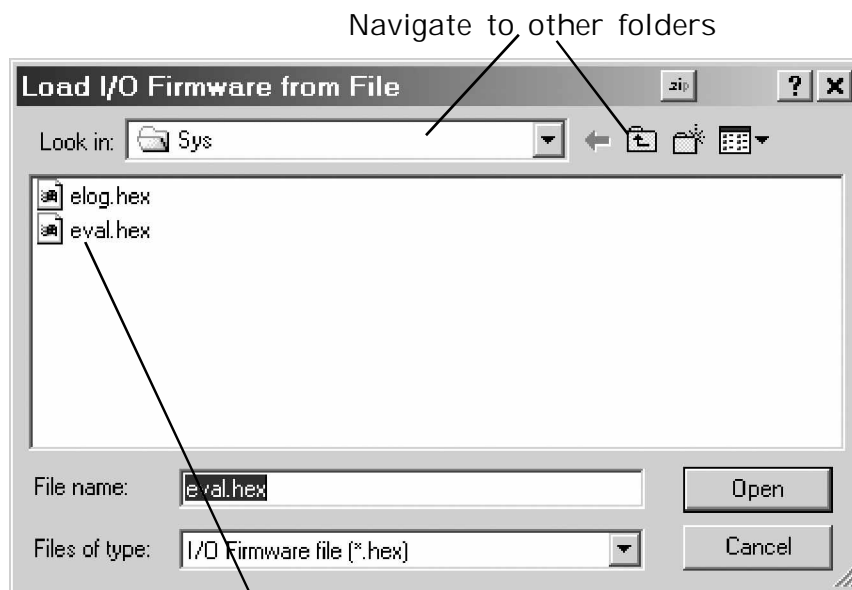 Navigate to other folders
Load I/O Firmware from File
zip
?
Look in: Sys
elog.hex
eval.hex
File name: eval.hex
Open
Files of type: I/O Firmware file (*.hex)
Cancel